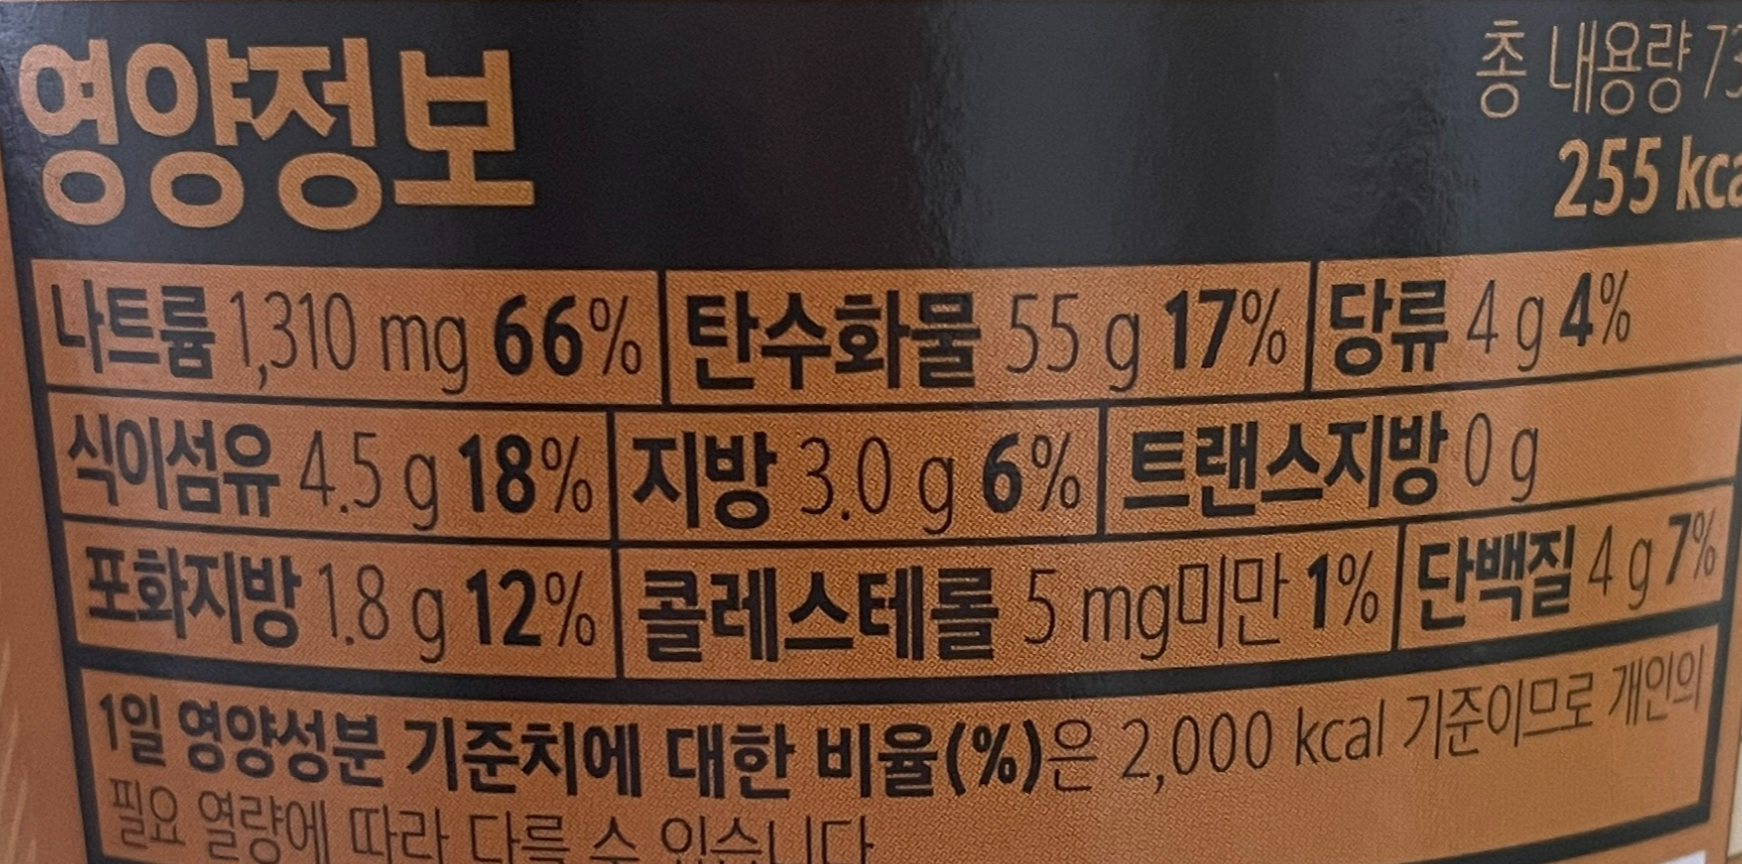 영양정보
총 내용량 73
255 kca
나트륨 1,310 mg 66% 탄수화물 55 g 17% 당류 4 g 4%
식이섬유 4.5 g 18% 지방 3.0 g 6% 트랜스지방 0 g
포화지방 1.8 g 12% 콜레스테롤 5 mg미만 1% 단백질 4 g 7%
1일 영양성분 기준치에 대한 비율(%)은 2,000 kcal 기준이므로 개인의
필요 열량에 따라 다를 수 있습니다